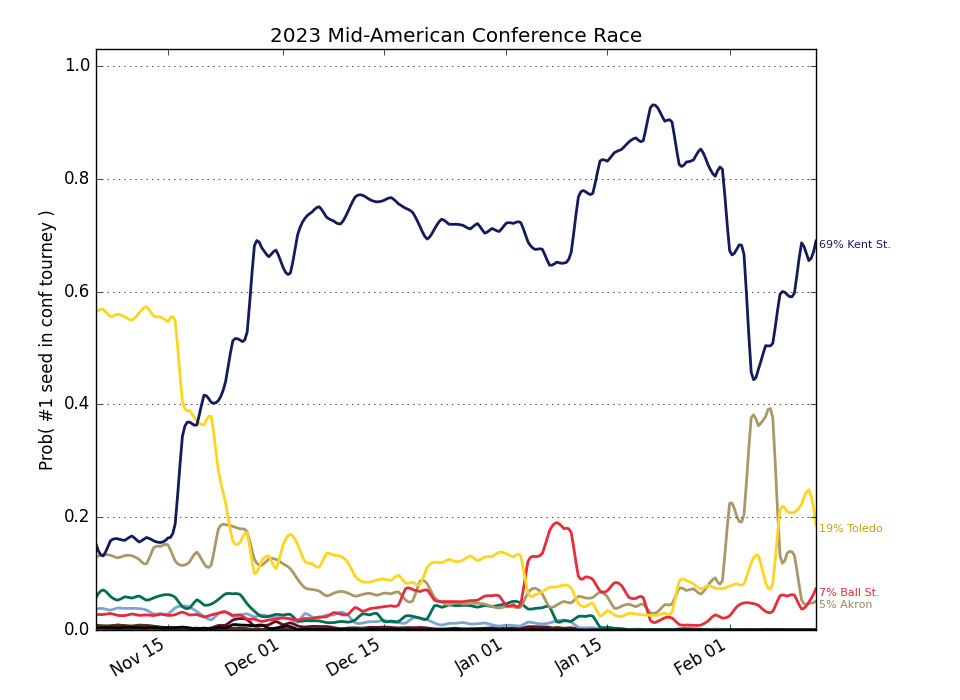 2023 Mid-American Conference Race
Prob( #1 seed in conf tourney )
1.0
0.8
0.6
0.4
0.2
0.0
69% Kent St.
19% Toledo
7% Ball St.
5% Akron
Nov 15
Dec 01
Dec 15
Jan 01
Jan 15
Feb 01